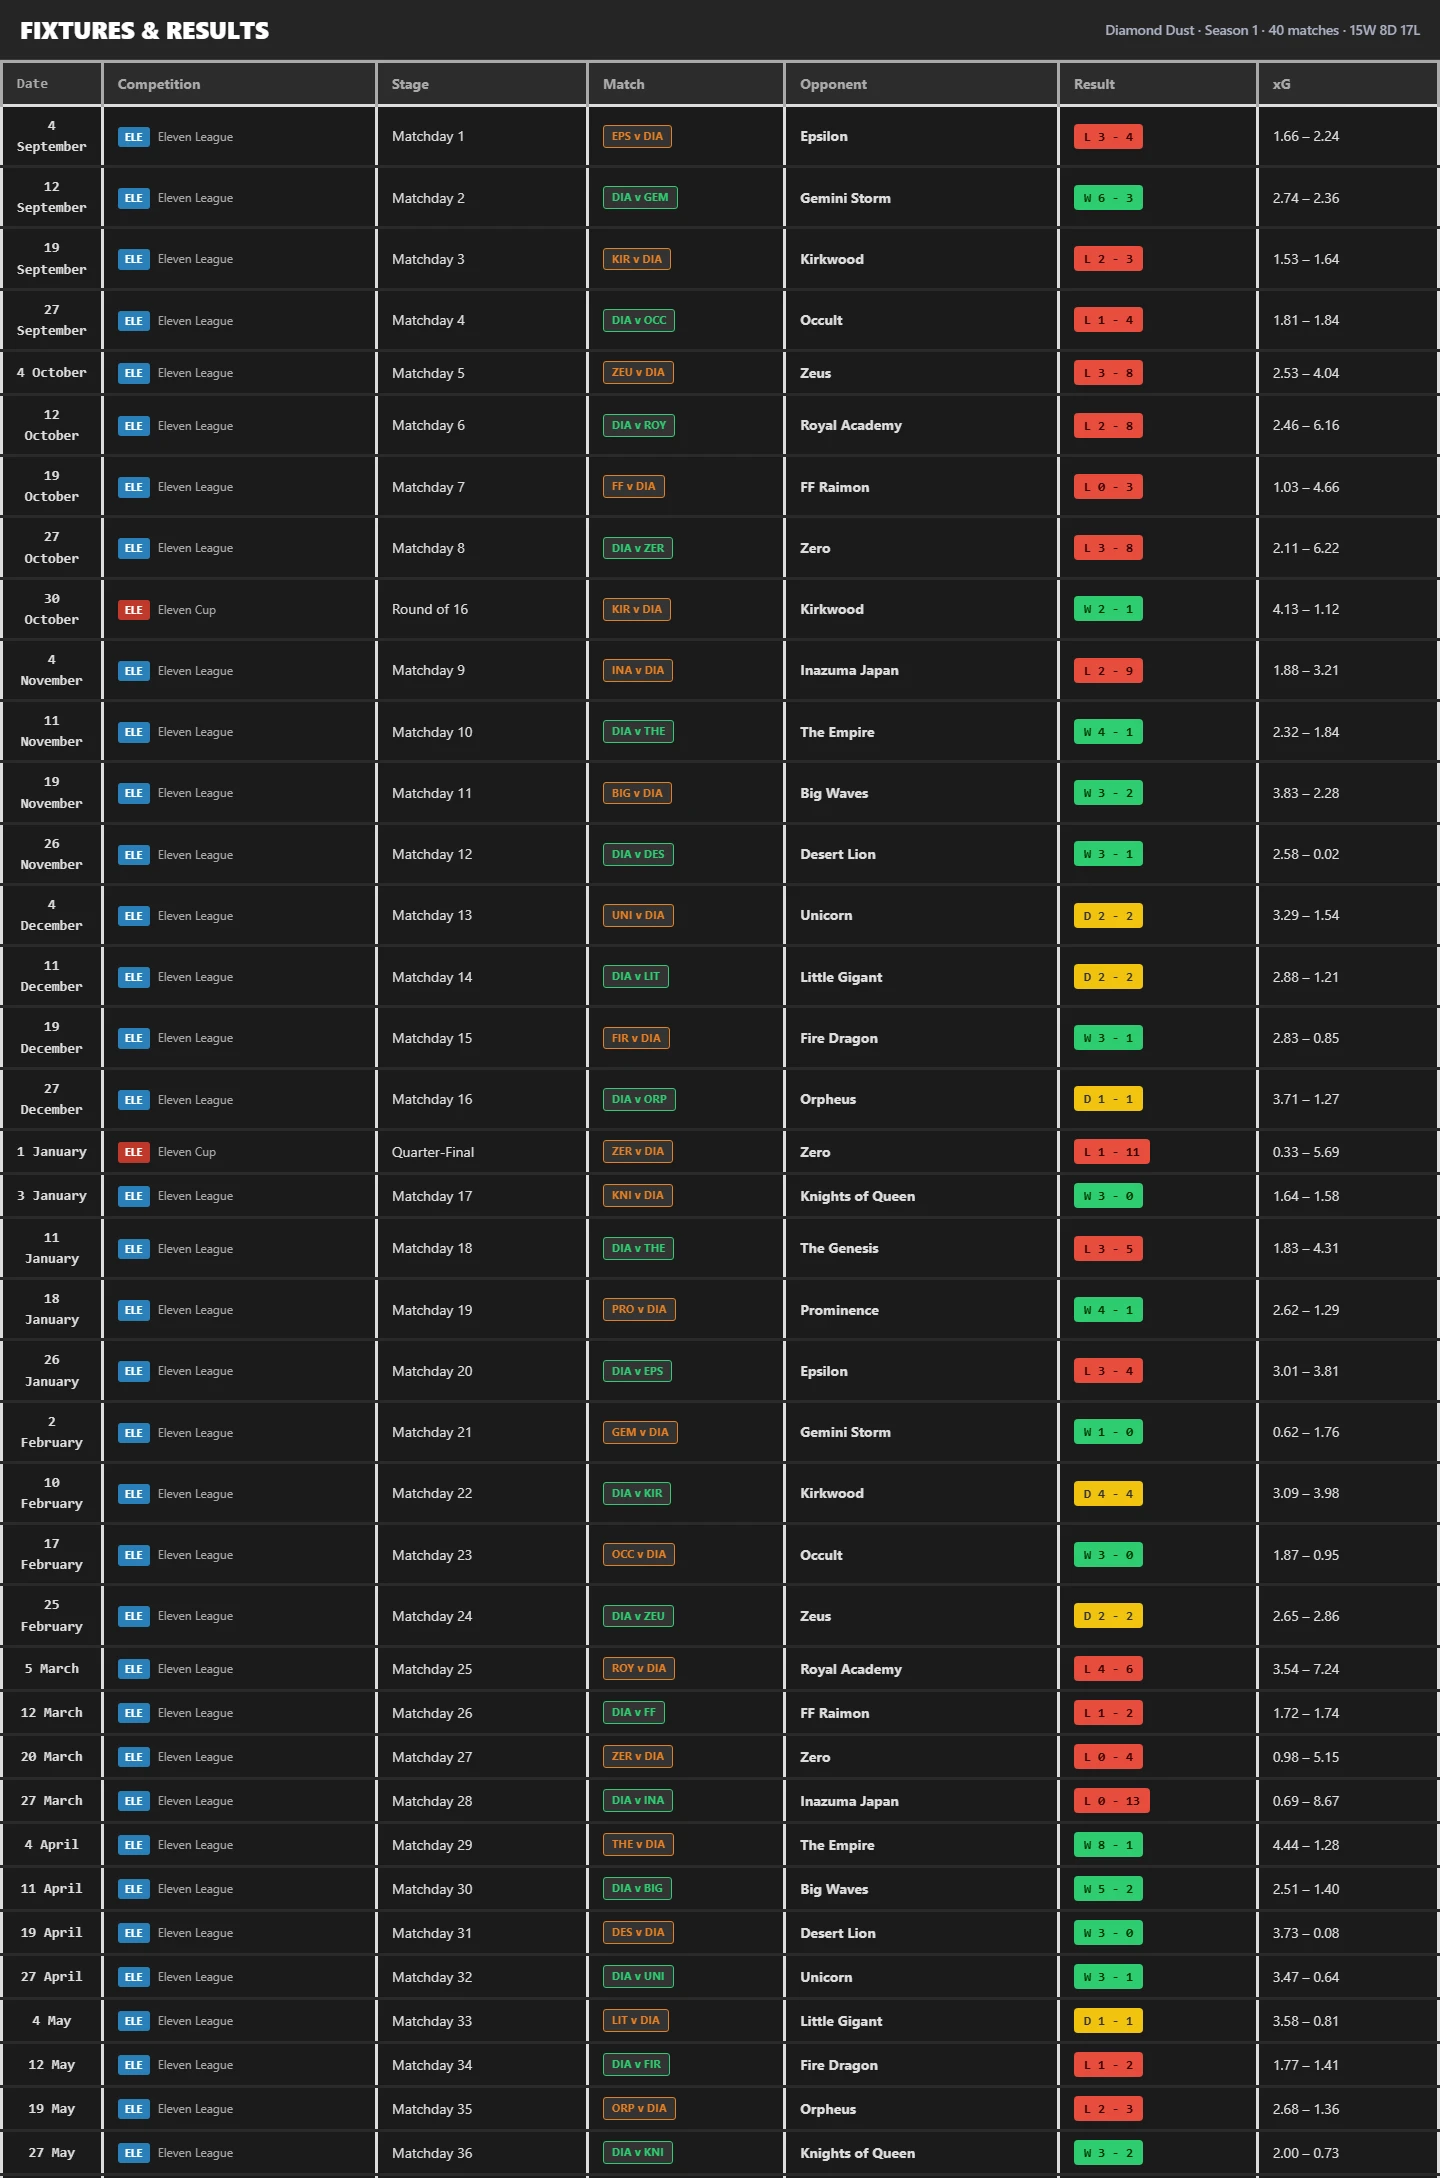 FIXTURES & RESULTS
Diamond Dust · Season 1 · 40 matches · 15W 8D 17L
Date Competition Stage Match Opponent Result xG
4 September ELE Eleven League Matchday 1 EPS v DIA Epsilon L 3 - 4 1.66 – 2.24
12 September ELE Eleven League Matchday 2 DIA v GEM Gemini Storm W 6 - 3 2.74 – 2.36
19 September ELE Eleven League Matchday 3 KIR v DIA Kirkwood L 2 - 3 1.53 – 1.64
27 September ELE Eleven League Matchday 4 DIA v OCC Occult L 1 - 4 1.81 – 1.84
4 October ELE Eleven League Matchday 5 ZEU v DIA Zeus L 3 - 8 2.53 – 4.04
12 October ELE Eleven League Matchday 6 DIA v ROY Royal Academy L 2 - 8 2.46 – 6.16
19 October ELE Eleven League Matchday 7 FF v DIA FF Raimon L 0 - 3 1.03 – 4.66
27 October ELE Eleven League Matchday 8 DIA v ZER Zero L 3 - 8 2.11 – 6.22
30 October ELE Eleven Cup Round of 16 KIR v DIA Kirkwood W 2 - 1 4.13 – 1.12
4 November ELE Eleven League Matchday 9 INA v DIA Inazuma Japan L 2 - 9 1.88 – 3.21
11 November ELE Eleven League Matchday 10 DIA v THE The Empire W 4 - 1 2.32 – 1.84
19 November ELE Eleven League Matchday 11 BIG v DIA Big Waves W 3 - 2 3.83 – 2.28
26 November ELE Eleven League Matchday 12 DIA v DES Desert Lion W 3 - 1 2.58 – 0.02
4 December ELE Eleven League Matchday 13 UNI v DIA Unicorn D 2 - 2 3.29 – 1.54
11 December ELE Eleven League Matchday 14 DIA v LIT Little Gigant D 2 - 2 2.88 – 1.21
19 December ELE Eleven League Matchday 15 FIR v DIA Fire Dragon W 3 - 1 2.83 – 0.85
27 December ELE Eleven League Matchday 16 DIA v ORP Orpheus D 1 - 1 3.71 – 1.27
1 January ELE Eleven Cup Quarter-Final ZER v DIA Zero L 1 - 11 0.33 – 5.69
3 January ELE Eleven League Matchday 17 KNI v DIA Knights of Queen W 3 - 0 1.64 – 1.58
11 January ELE Eleven League Matchday 18 DIA v THE The Genesis L 3 - 5 1.83 – 4.31
18 January ELE Eleven League Matchday 19 PRO v DIA Prominence W 4 - 1 2.62 – 1.29
26 January ELE Eleven League Matchday 20 DIA v EPS Epsilon L 3 - 4 3.01 – 3.81
2 February ELE Eleven League Matchday 21 GEM v DIA Gemini Storm W 1 - 0 0.62 – 1.76
10 February ELE Eleven League Matchday 22 DIA v KIR Kirkwood D 4 - 4 3.09 – 3.98
17 February ELE Eleven League Matchday 23 OCC v DIA Occult W 3 - 0 1.87 – 0.95
25 February ELE Eleven League Matchday 24 DIA v ZEU Zeus D 2 - 2 2.65 – 2.86
5 March ELE Eleven League Matchday 25 ROY v DIA Royal Academy L 4 - 6 3.54 – 7.24
12 March ELE Eleven League Matchday 26 DIA v FF FF Raimon L 1 - 2 1.72 – 1.74
20 March ELE Eleven League Matchday 27 ZER v DIA Zero L 0 - 4 0.98 – 5.15
27 March ELE Eleven League Matchday 28 DIA v INA Inazuma Japan L 0 - 13 0.69 – 8.67
4 April ELE Eleven League Matchday 29 THE v DIA The Empire W 8 - 1 4.44 – 1.28
11 April ELE Eleven League Matchday 30 DIA v BIG Big Waves W 5 - 2 2.51 – 1.40
19 April ELE Eleven League Matchday 31 DES v DIA Desert Lion W 3 - 0 3.73 – 0.08
27 April ELE Eleven League Matchday 32 DIA v UNI Unicorn W 3 - 1 3.47 – 0.64
4 May ELE Eleven League Matchday 33 LIT v DIA Little Gigant D 1 - 1 3.58 – 0.81
12 May ELE Eleven League Matchday 34 DIA v FIR Fire Dragon L 1 - 2 1.77 – 1.41
19 May ELE Eleven League Matchday 35 ORP v DIA Orpheus L 2 - 3 2.68 – 1.36
27 May ELE Eleven League Matchday 36 DIA v KNI Knights of Queen W 3 - 2 2.00 – 0.73